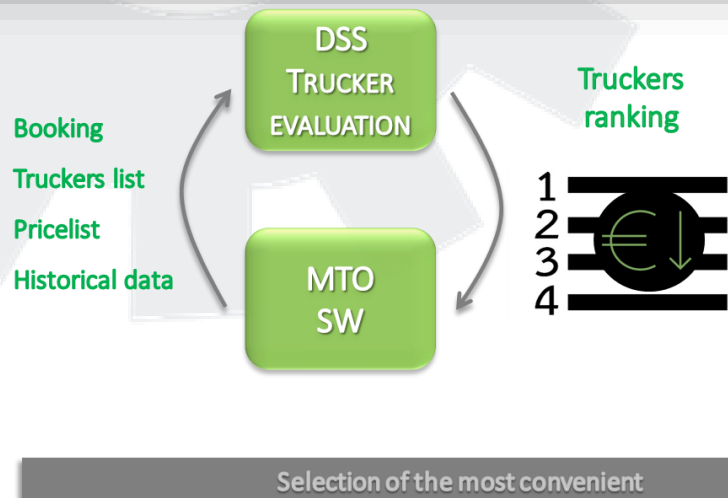 DSS
TRUCKER
EVALUATION
Truckers
ranking
Booking
Truckers list
Pricelist
Historical data
1
2
3
4
€
MTO
SW
Selection of the most convenient